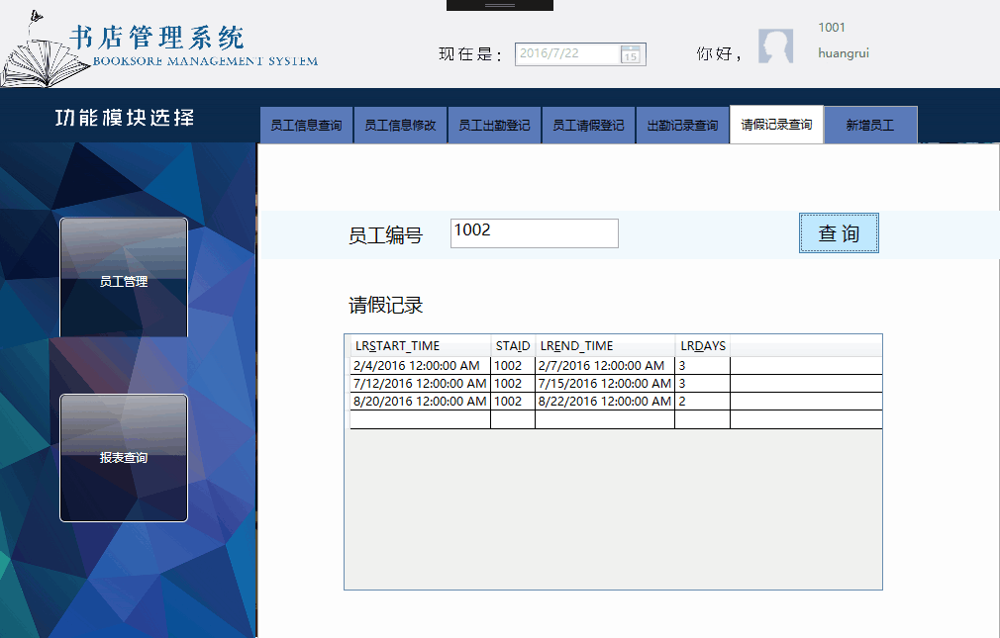 书店管理系统
BOOKSORE MANAGEMENT SYSTEM
现在是： 2016/7/22 15
你好， 1001
huangrui
功能模块选择
员工信息查询 员工信息修改 员工出勤登记 员工请假登记 出勤记录查询 请假记录查询 新增员工
员工管理
报表查询
员工编号 1002 查 询
请假记录
LRSTART_TIME STAID LREND_TIME LRDAYS
2/4/2016 12:00:00 AM 1002 2/7/2016 12:00:00 AM 3
7/12/2016 12:00:00 AM 1002 7/15/2016 12:00:00 AM 3
8/20/2016 12:00:00 AM 1002 8/22/2016 12:00:00 AM 2